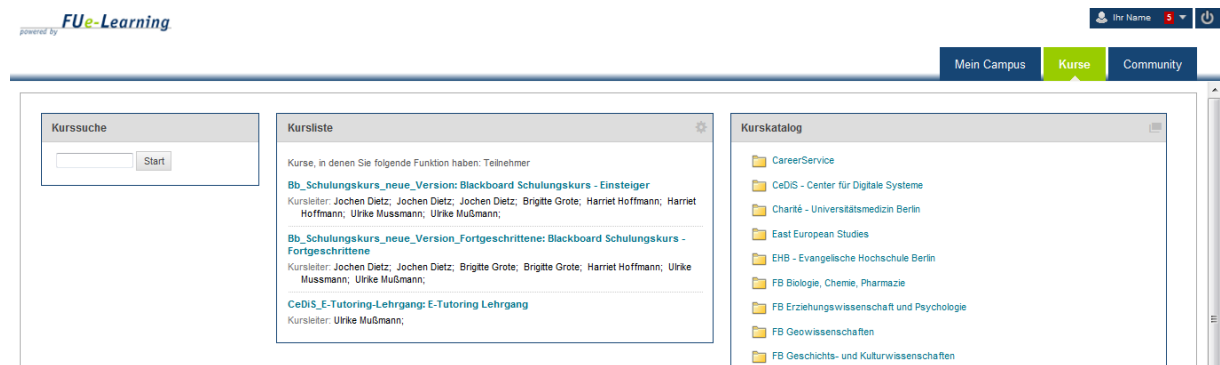 powered by FUe-Learning
Ihr Name 5
Mein Campus Kurse Community
Kurssuche
Start
Kursliste
Kurse, in denen Sie folgende Funktion haben: Teilnehmer
Bb_Schulungskurs_neue_Version: Blackboard Schulungskurs - Einsteiger
Kursleiter: Jochen Dietz; Jochen Dietz; Jochen Dietz; Brigitte Grote; Harriet Hoffmann; Harriet
Hoffmann; Ulrike Mussmann; Ulrike Mußmann;
Bb_Schulungskurs_neue_Version_Fortgeschrittene: Blackboard Schulungskurs -
Fortgeschrittene
Kursleiter: Jochen Dietz; Jochen Dietz; Brigitte Grote; Brigitte Grote; Harriet Hoffmann; Ulrike
Mussmann; Ulrike Mußmann;
CeDiS_E-Tutoring-Lehrgang: E-Tutoring Lehrgang
Kursleiter: Ulrike Mußmann;
Kurskatalog
CareerService
CeDiS - Center für Digitale Systeme
Charité - Universitätsmedizin Berlin
East European Studies
EHB - Evangelische Hochschule Berlin
FB Biologie, Chemie, Pharmazie
FB Erziehungswissenschaft und Psychologie
FB Geowissenschaften
FB Geschichts- und Kulturwissenschaften